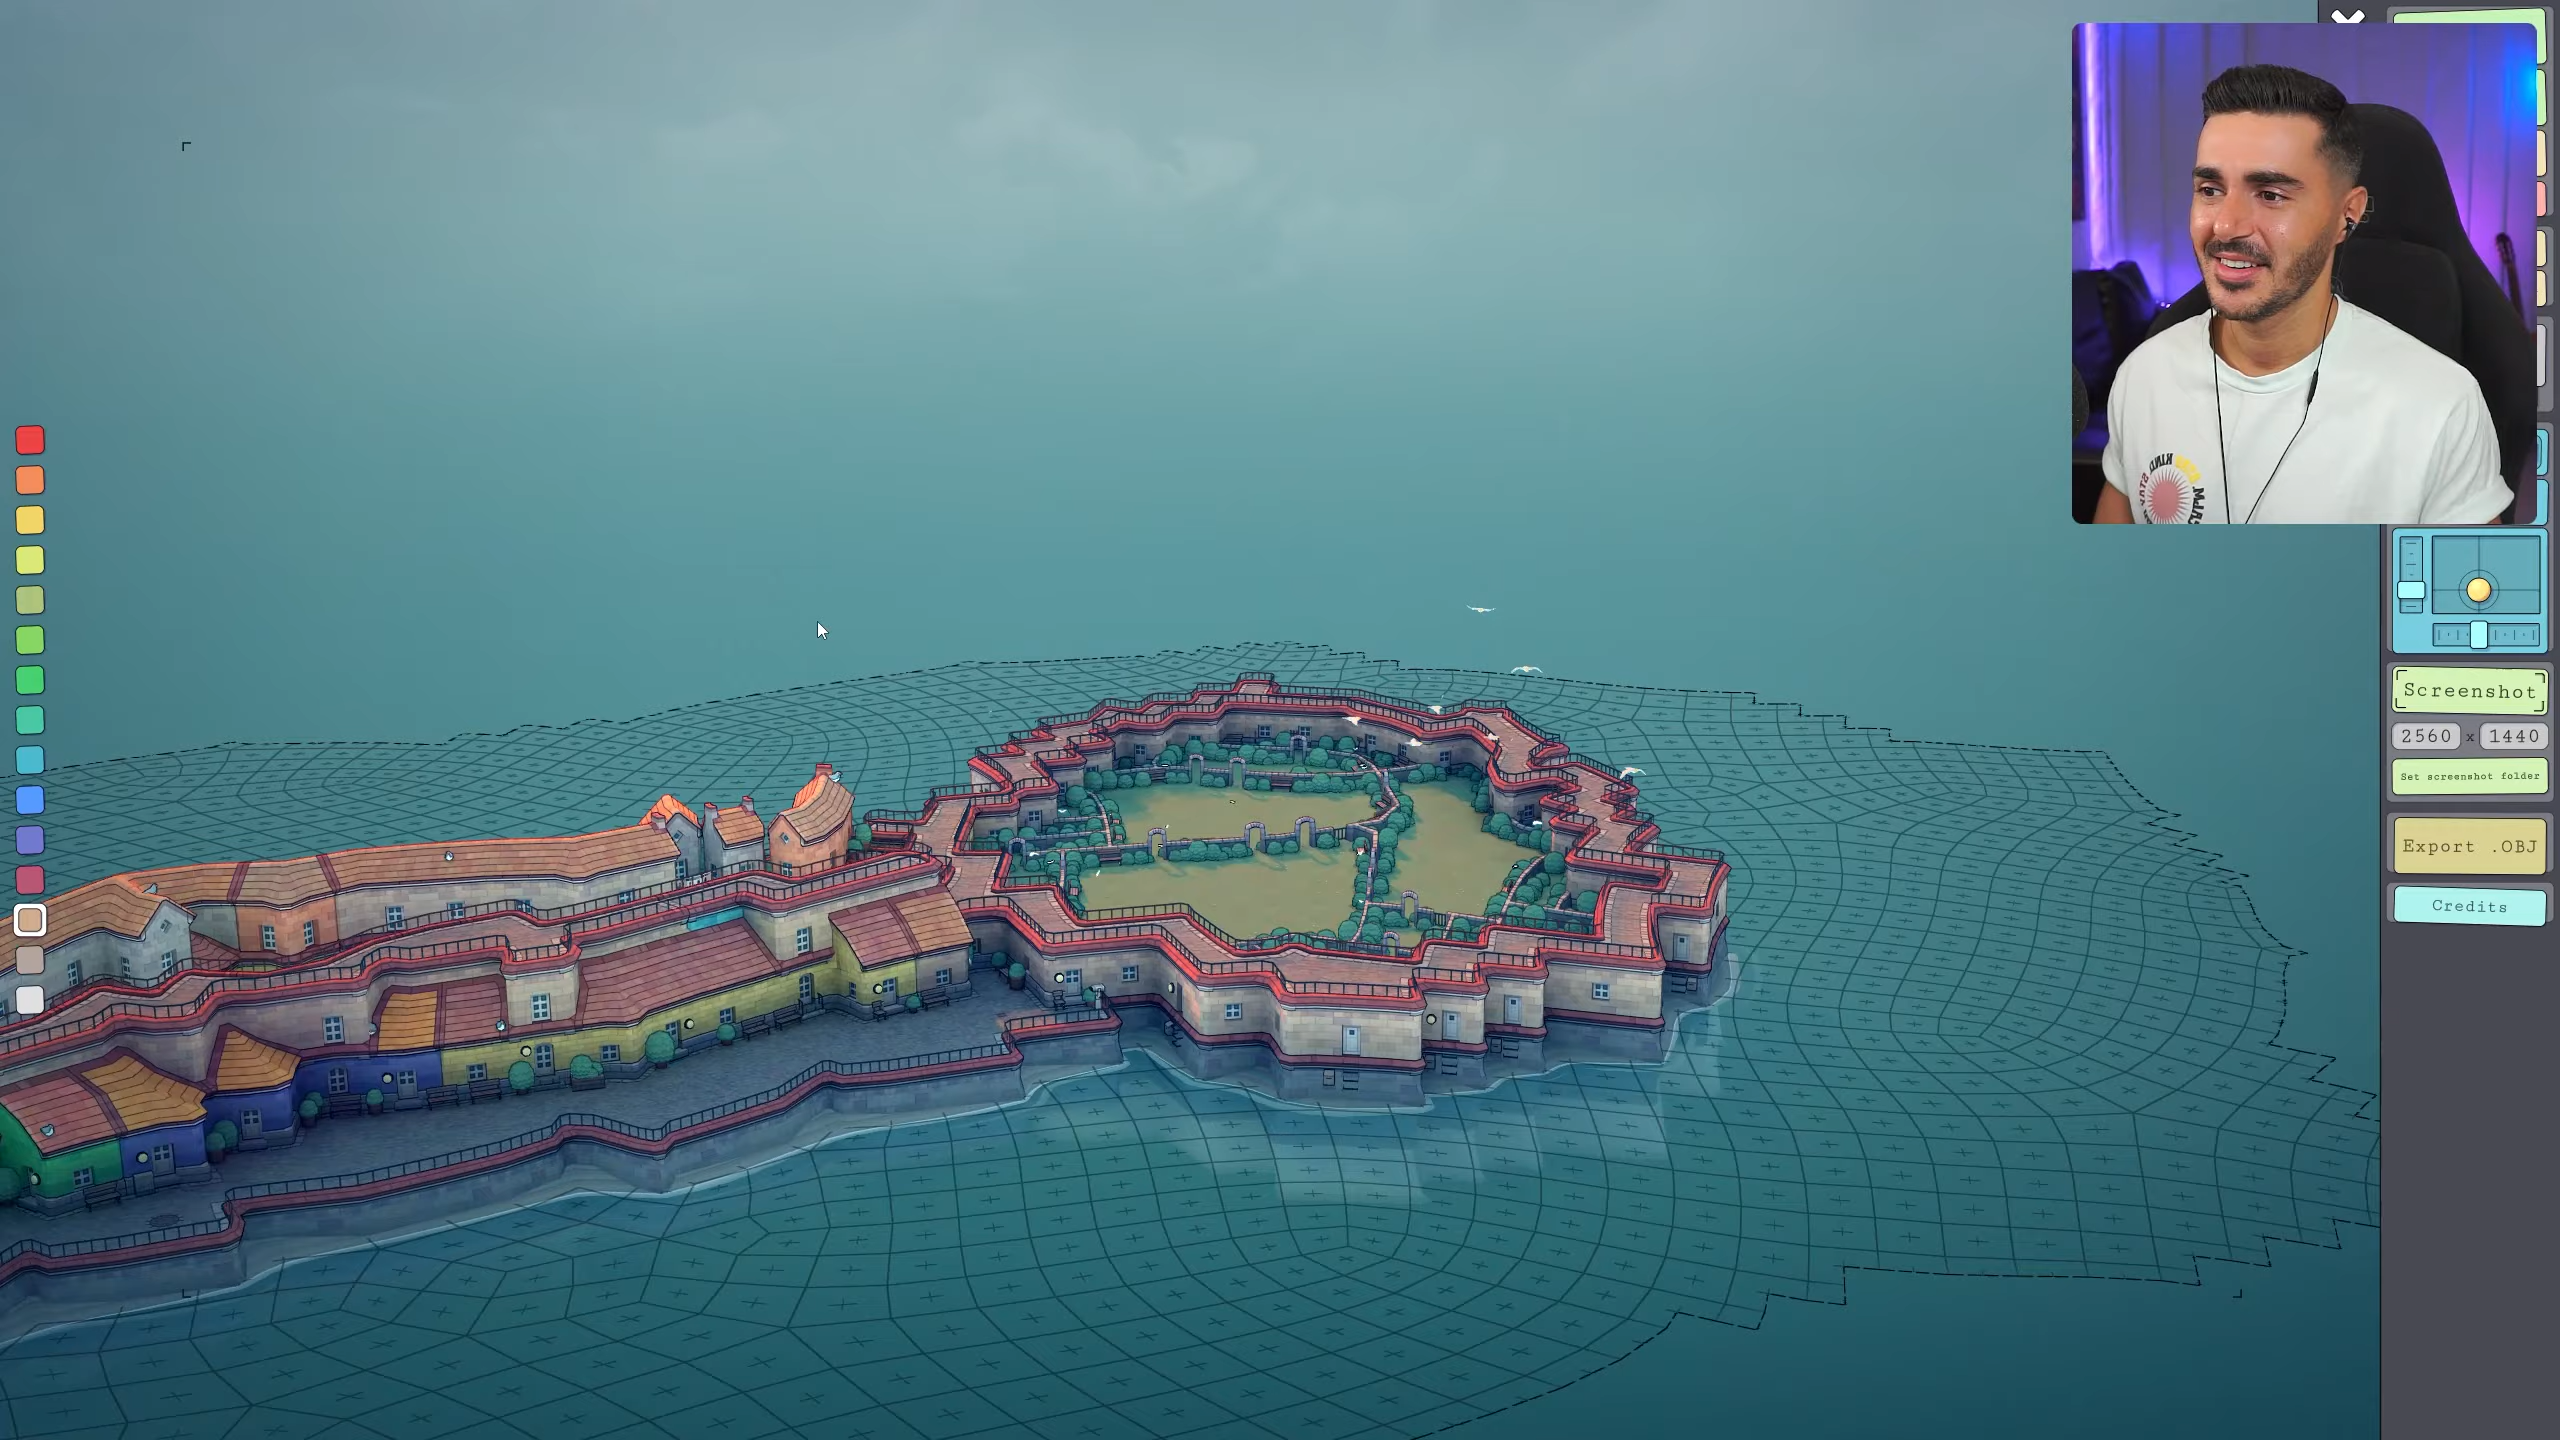 Screenshot
2560 x 1440
Set screenshot folder
Export .OBJ
Credits